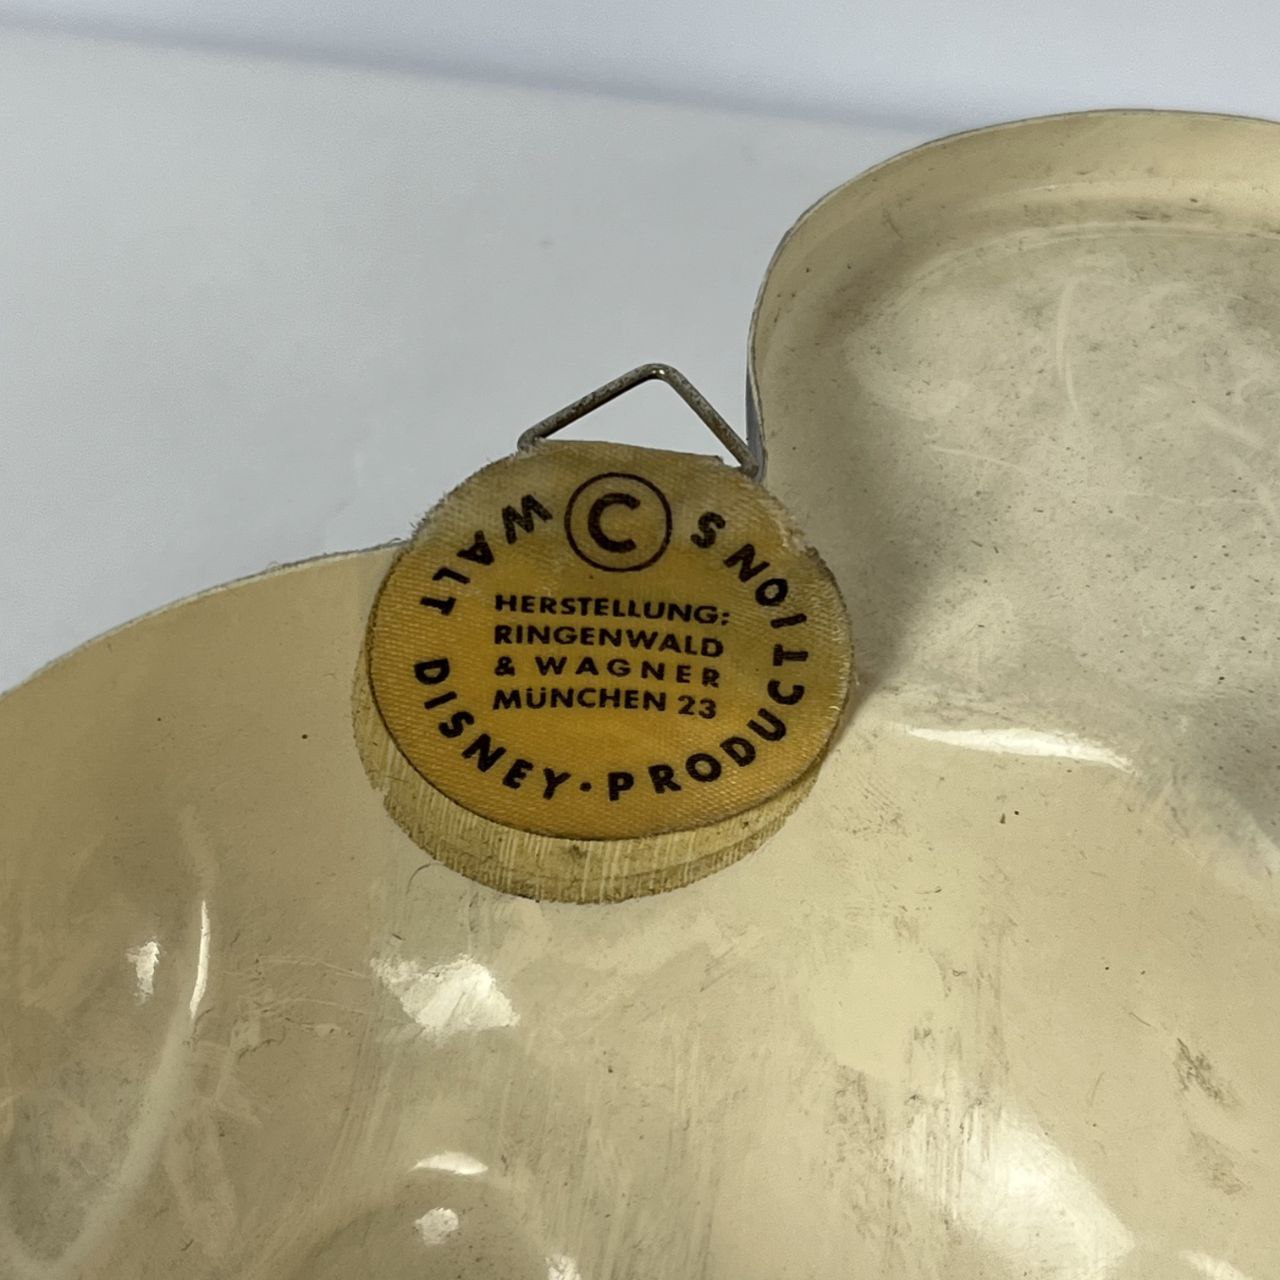 © WALT DISNEY · PRODUCTIONS
HERSTELLUNG:
RINGENWALD
& WAGNER
MÜNCHEN 23